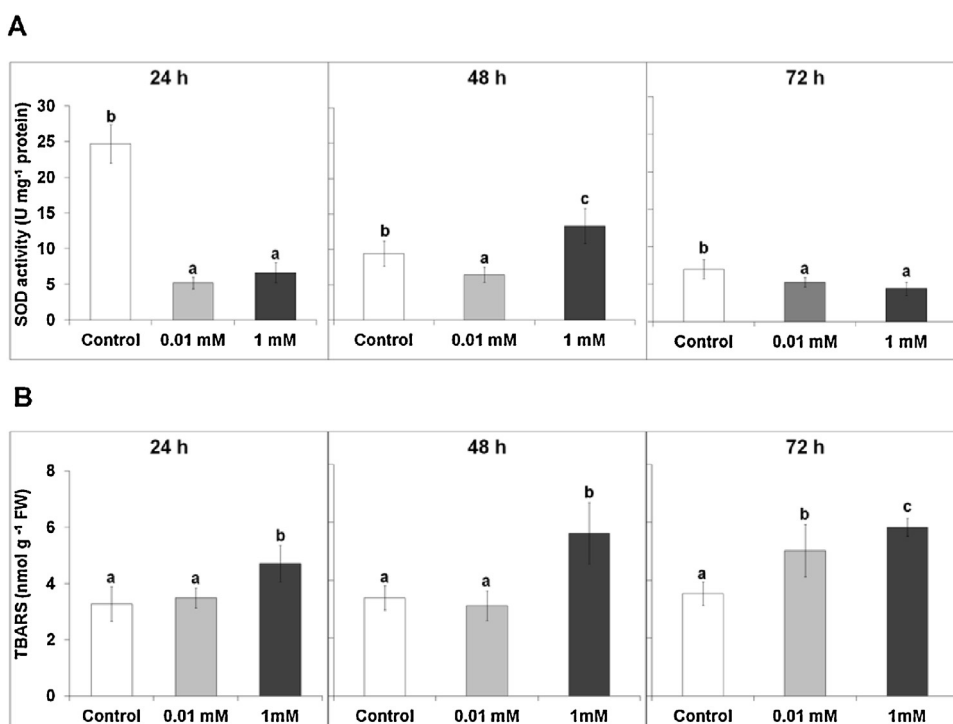 A
24 h 48 h 72 h
SOD activity (U mg⁻¹ protein)
30
25
20
15
10
5
0
b a a b a c b a a
Control 0.01 mM 1 mM Control 0.01 mM 1 mM Control 0.01 mM 1 mM
B
24 h 48 h 72 h
TBARS (nmol g ⁻¹ FW)
8
6
4
2
0
a a b a a b a b c
Control 0.01 mM 1mM Control 0.01 mM 1mM Control 0.01 mM 1mM